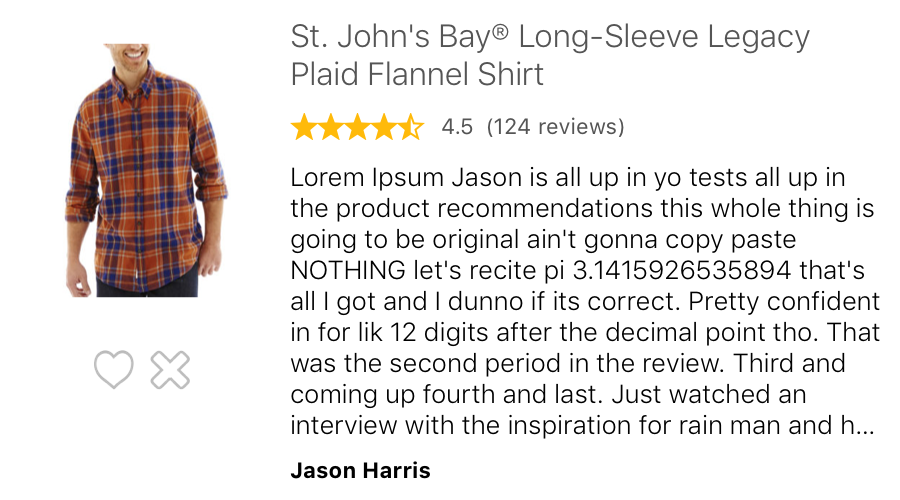 St. John's Bay® Long-Sleeve Legacy
Plaid Flannel Shirt
4.5 (124 reviews)
Lorem Ipsum Jason is all up in yo tests all up in
the product recommendations this whole thing is
going to be original ain't gonna copy paste
NOTHING let's recite pi 3.1415926535894 that's
all I got and I dunno if its correct. Pretty confident
in for lik 12 digits after the decimal point tho. That
was the second period in the review. Third and
coming up fourth and last. Just watched an
interview with the inspiration for rain man and h...
Jason Harris